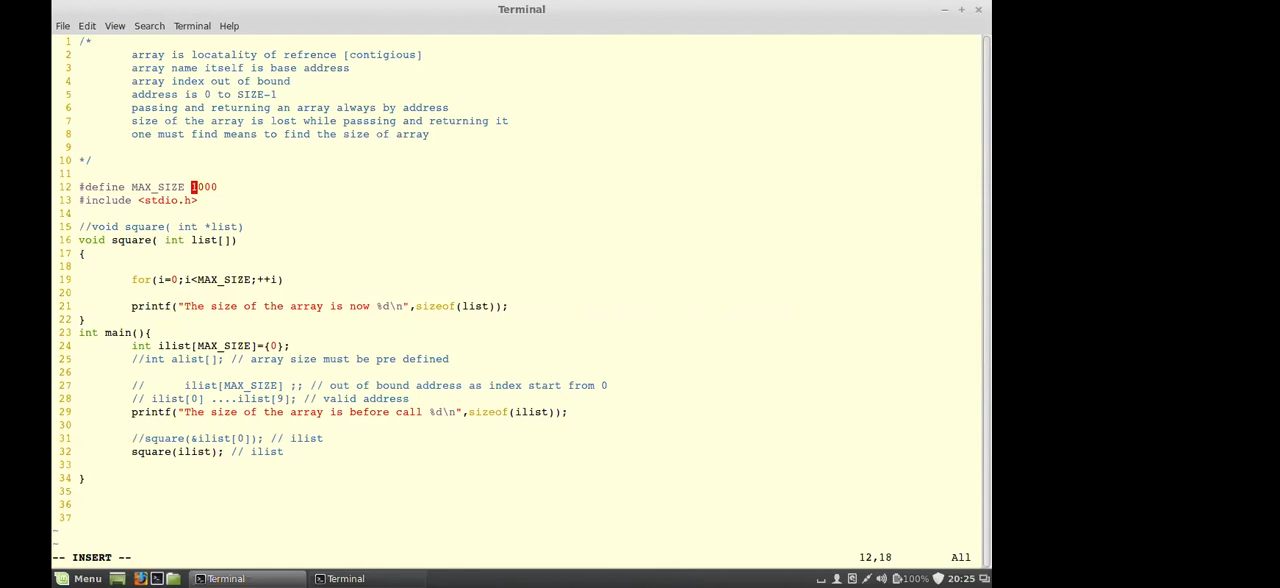 Terminal
File Edit View Search Terminal Help
1 /*
2 array is locatality of refrence [contigious]
3 array name itself is base address
4 array index out of bound
5 address is 0 to SIZE-1
6 passing and returning an array always by address
7 size of the array is lost while passsing and returning it
8 one must find means to find the size of array
9
10 */
11
12 #define MAX_SIZE 1000
13 #include <stdio.h>
14
15 //void square( int *list)
16 void square( int list[])
17 {
18
19 for(i=0;i<MAX_SIZE;++i)
20
21 printf("The size of the array is now %d\n",sizeof(list));
22 }
23 int main(){
24 int ilist[MAX_SIZE]={0};
25 //int alist[]; // array size must be pre defined
26
27 // ilist[MAX_SIZE] ;; // out of bound address as index start from 0
28 // ilist[0] ....ilist[9]; // valid address
29 printf("The size of the array is before call %d\n",sizeof(ilist));
30
31 //square(&ilist[0]); // ilist
32 square(ilist); // ilist
33
34 }
35
36
37
~
~
-- INSERT -- 12,18 All
Menu Terminal Terminal 100% 20:25